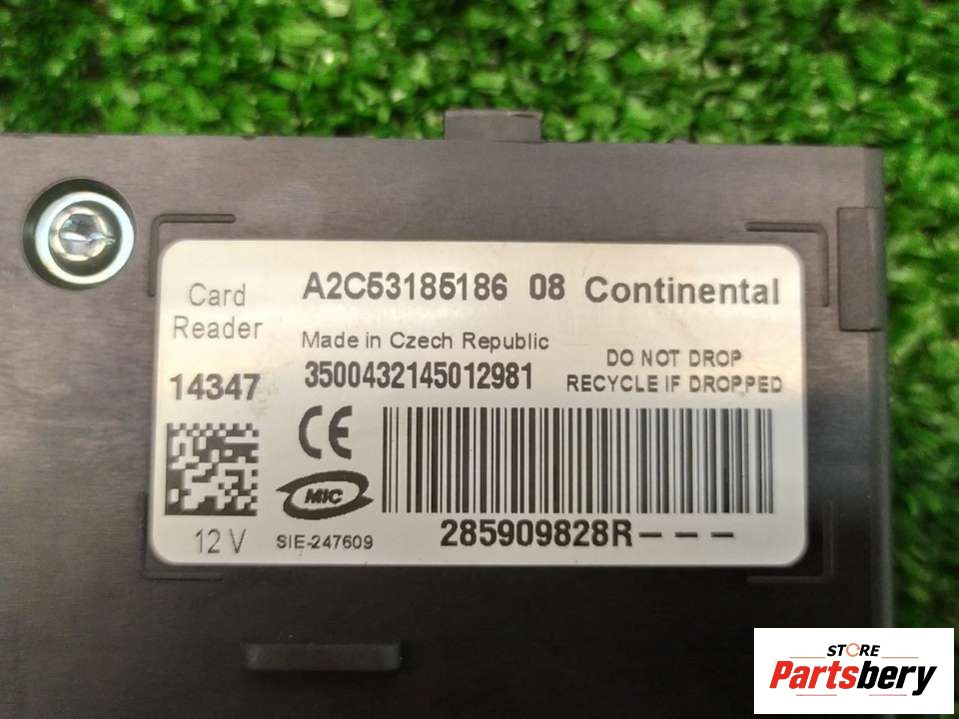 Card
Reader
14347
12 V
A2C53185186 08 Continental
Made in Czech Republic
3500432145012981
DO NOT DROP
RECYCLE IF DROPPED
CE
MIC
SIE-247609
285909828R---
STORE
Partsbery